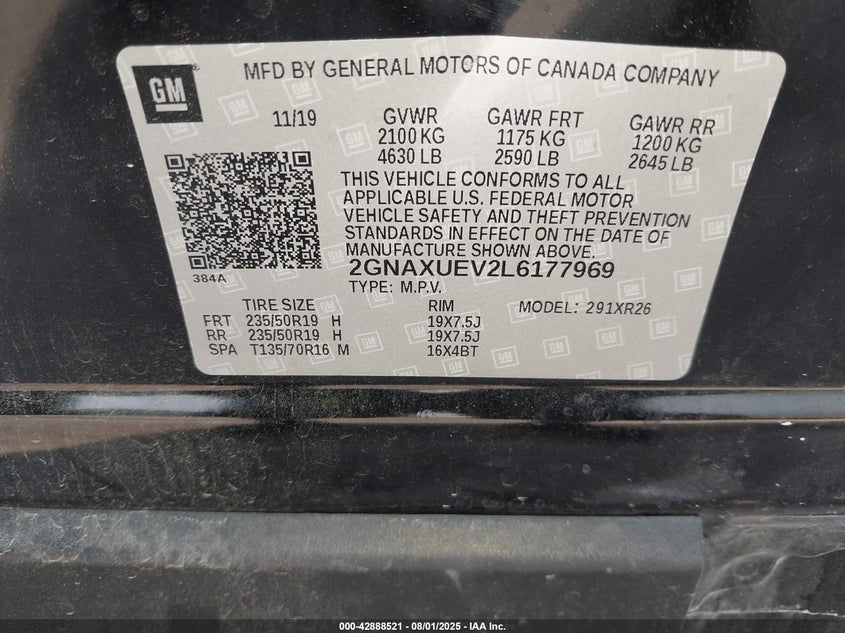 GM
MFD BY GENERAL MOTORS OF CANADA COMPANY
11/19
GVWR
2100 KG
4630 LB
GAWR FRT
1175 KG
2590 LB
GAWR RR
1200 KG
2645 LB
THIS VEHICLE CONFORMS TO ALL
APPLICABLE U.S. FEDERAL MOTOR
VEHICLE SAFETY AND THEFT PREVENTION
STANDARDS IN EFFECT ON THE DATE OF
MANUFACTURE SHOWN ABOVE.
384A
2GNAXUEV2L6177969
TYPE: M.P.V.
TIRE SIZE RIM MODEL: 291XR26
FRT 235/50R19 H 19X7.5J
RR 235/50R19 H 19X7.5J
SPA T135/70R16 M 16X4BT
000-42888521 - 08/01/2025 - IAA Inc.